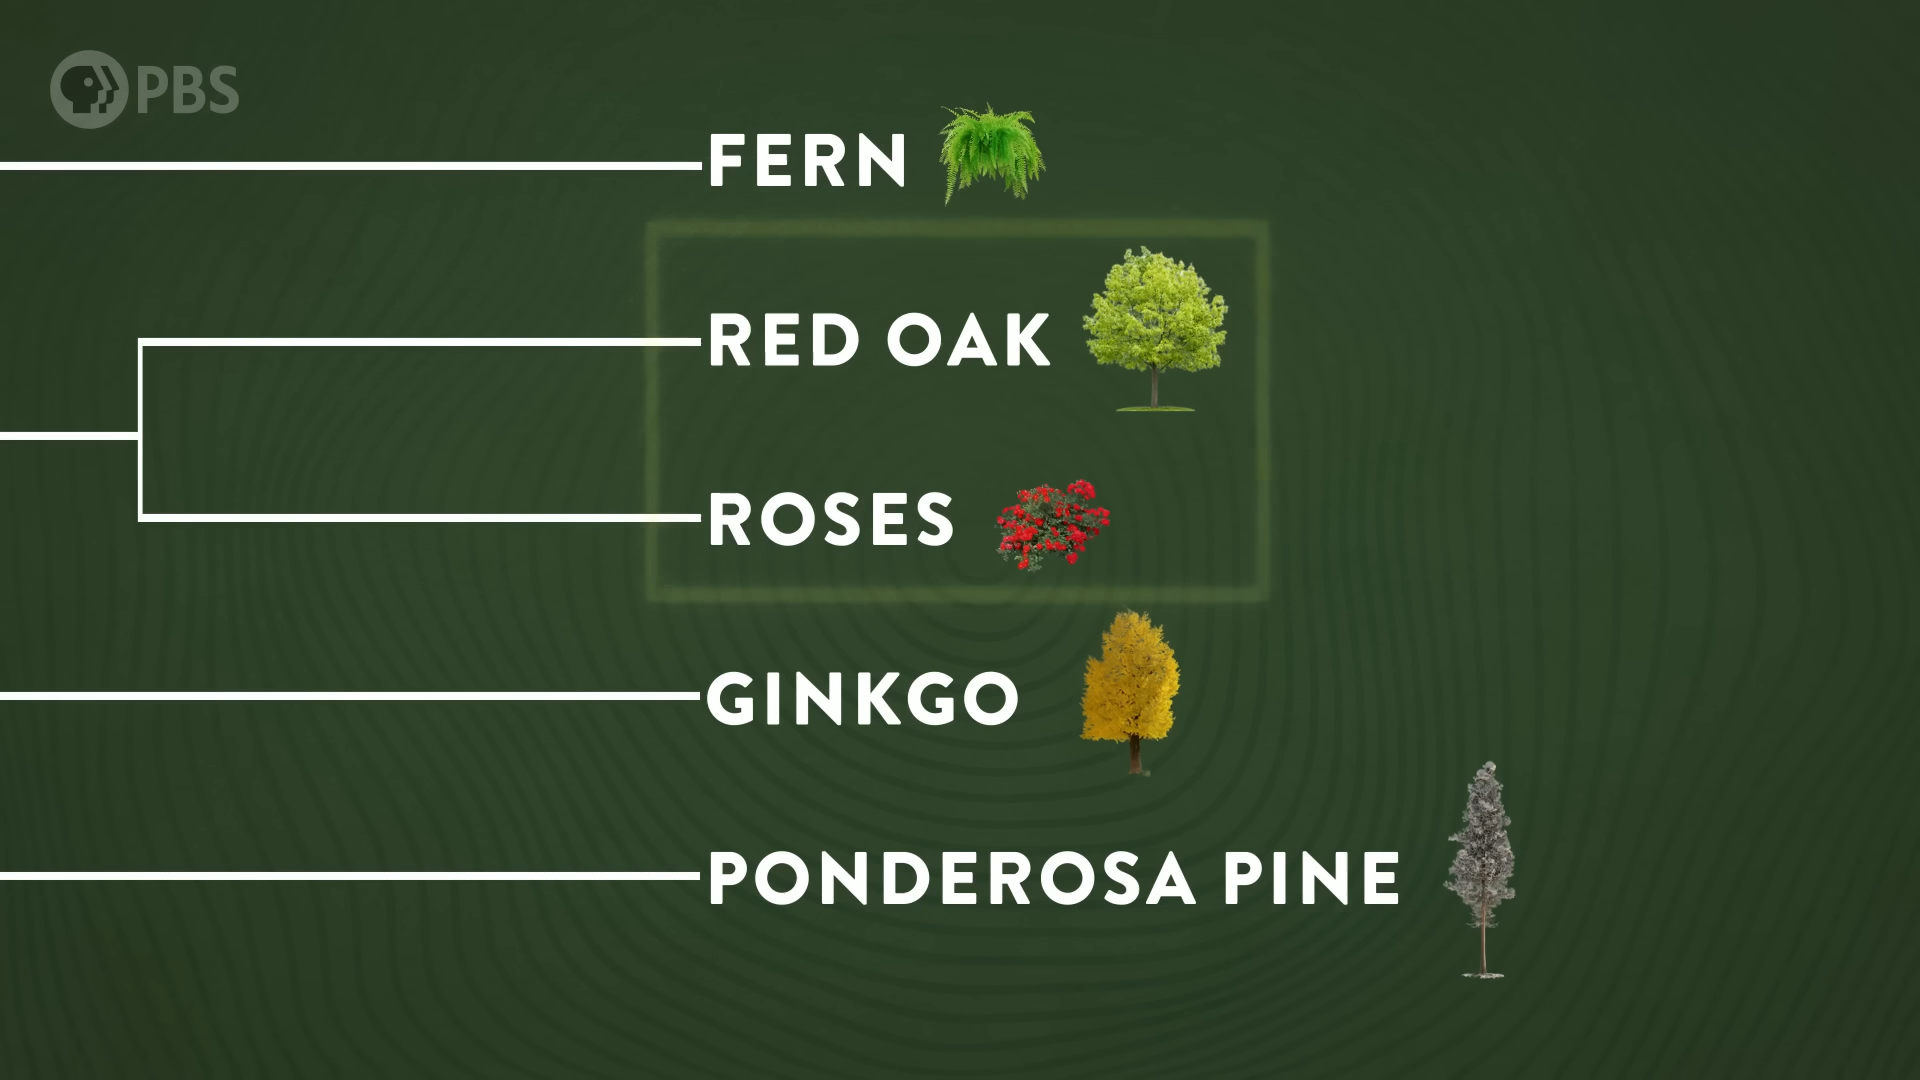 PBS
FERN
RED OAK
ROSES
GINKGO
PONDEROSA PINE